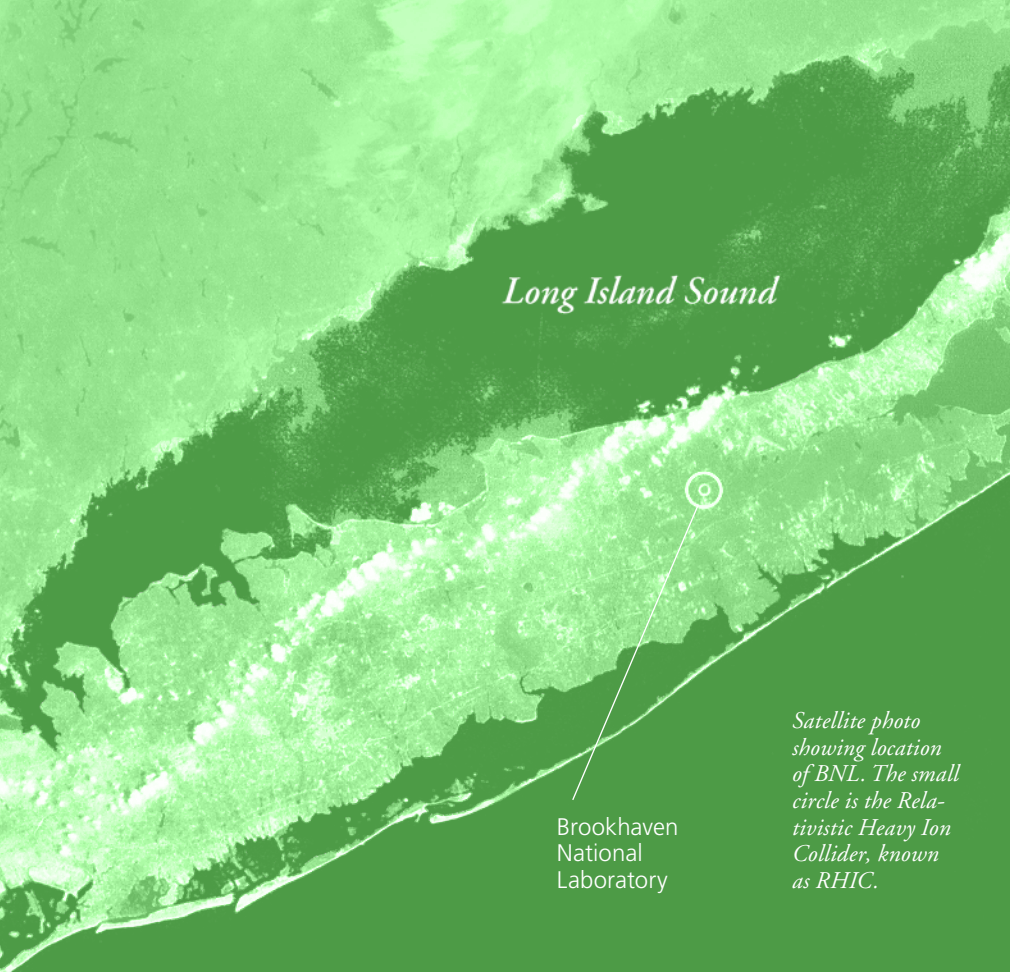 Long Island Sound
Brookhaven
National
Laboratory
Satellite photo
showing location
of BNL. The small
circle is the Rela-
tivistic Heavy Ion
Collider, known
as RHIC.